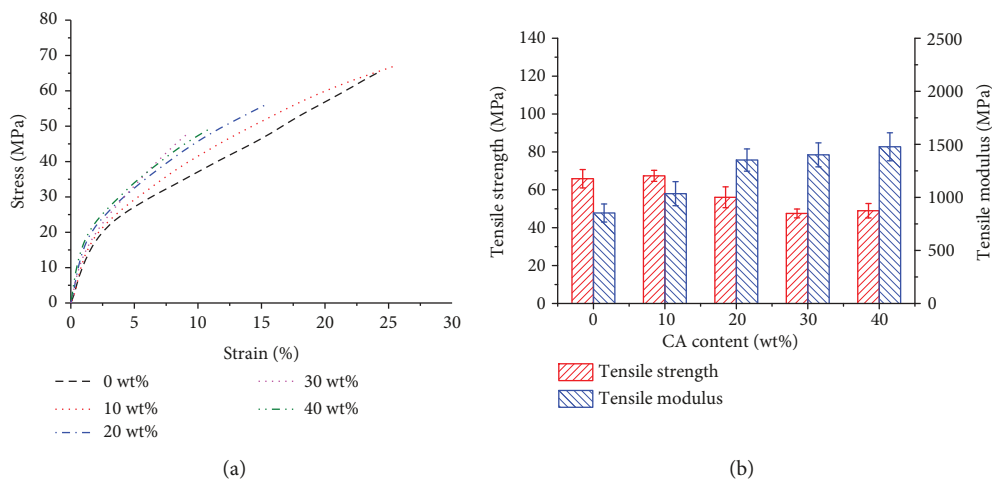 80
70
60
50
40
30
20
10
0
Stress (MPa)
0
5
10
15
20
25
30
Strain (%)
0 wt%
10 wt%
20 wt%
30 wt%
40 wt%
(a)
140
120
100
80
60
40
20
0
Tensile strength (MPa)
2500
2000
1500
1000
500
0
Tensile modulus (MPa)
0
10
20
30
40
CA content (wt%)
Tensile strength
Tensile modulus
(b)